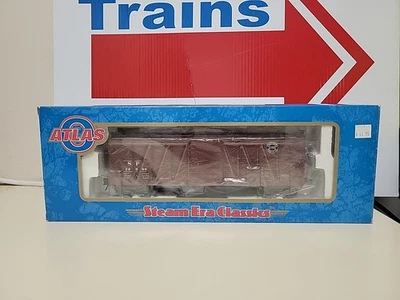 Trains
ATLAS
O
S P
Steam Era Classics